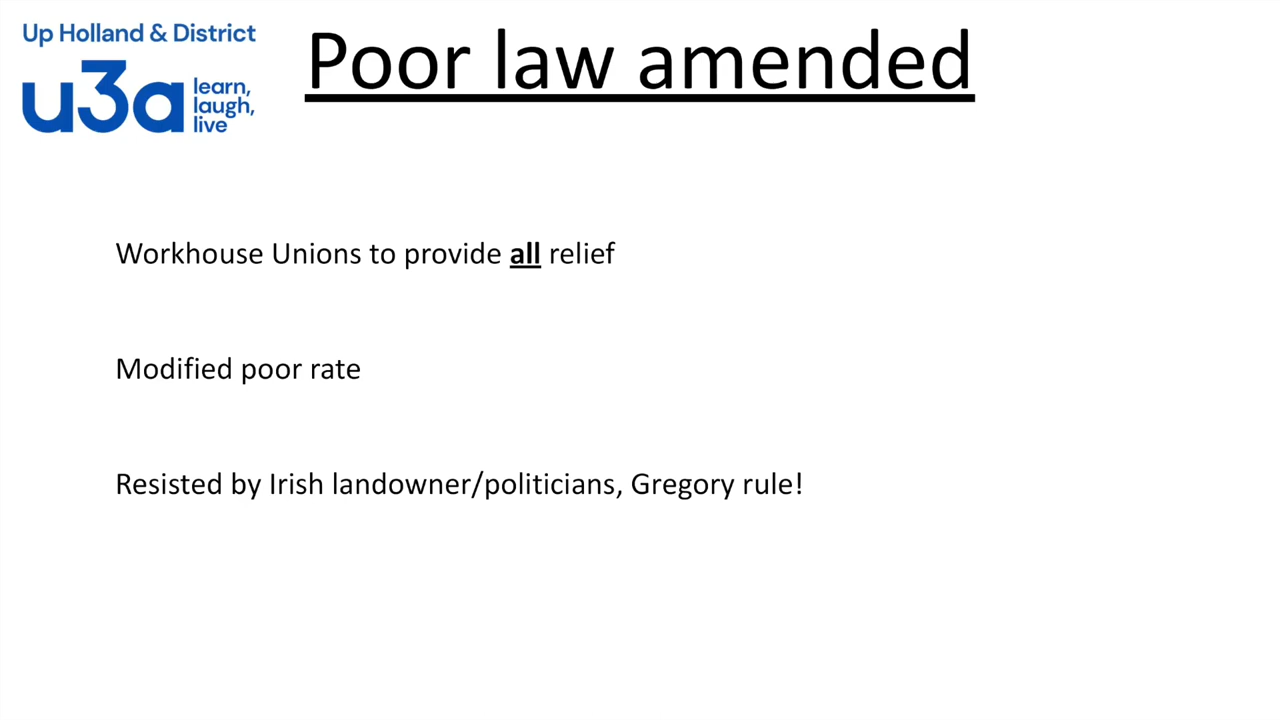 Up Holland & District
u3a
learn,
laugh,
live
Poor law amended
Workhouse Unions to provide all relief
Modified poor rate
Resisted by Irish landowner/politicians, Gregory rule!